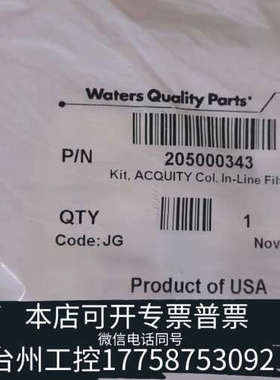 Waters Quality Parts®
P/N 205000343
Kit, ACQUITY Col. In-Line Fil
QTY 1
Code: JG Nov
Product of USA
本店可开专票普票
微信电话同号
台州工控17758753092